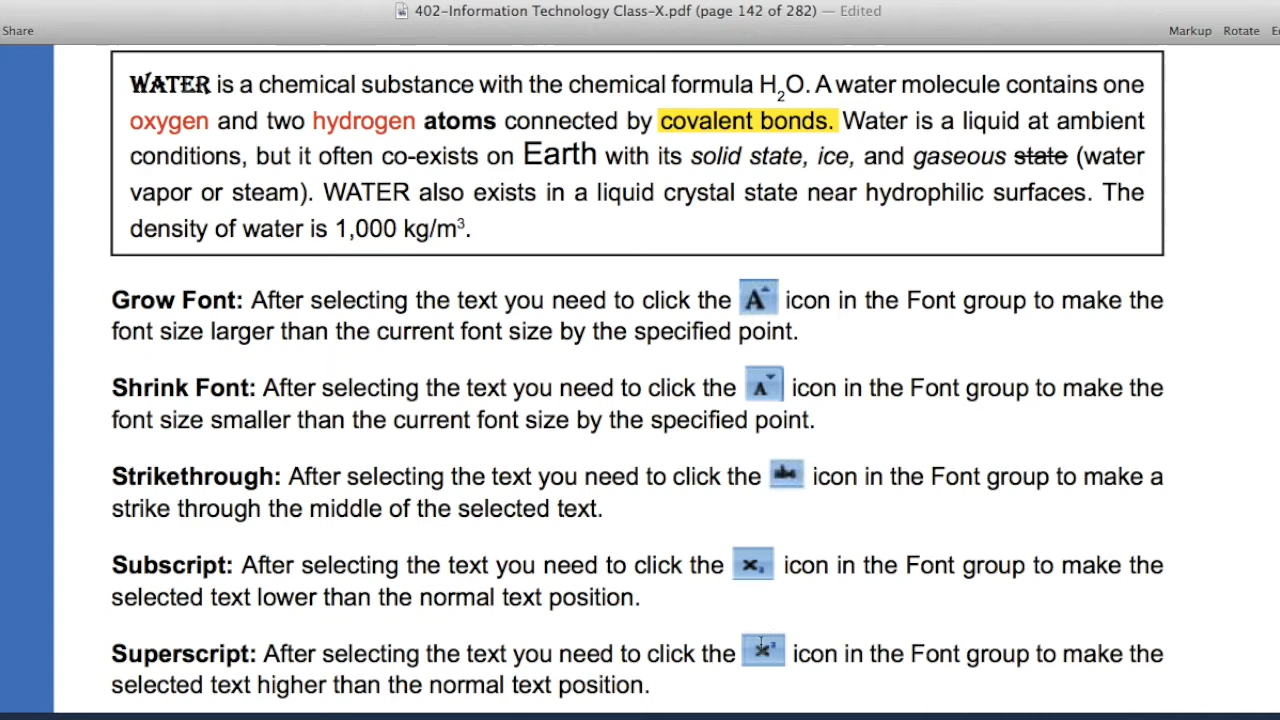 402-Information Technology Class-X.pdf (page 142 of 282) — Edited
Share
Markup Rotate
WATER is a chemical substance with the chemical formula H₂O. A water molecule contains one
oxygen and two hydrogen atoms connected by covalent bonds. Water is a liquid at ambient
conditions, but it often co-exists on Earth with its solid state, ice, and gaseous state (water
vapor or steam). WATER also exists in a liquid crystal state near hydrophilic surfaces. The
density of water is 1,000 kg/m³.
Grow Font: After selecting the text you need to click the A icon in the Font group to make the
font size larger than the current font size by the specified point.
Shrink Font: After selecting the text you need to click the A icon in the Font group to make the
font size smaller than the current font size by the specified point.
Strikethrough: After selecting the text you need to click the abc icon in the Font group to make a
strike through the middle of the selected text.
Subscript: After selecting the text you need to click the x₂ icon in the Font group to make the
selected text lower than the normal text position.
Superscript: After selecting the text you need to click the x² icon in the Font group to make the
selected text higher than the normal text position.